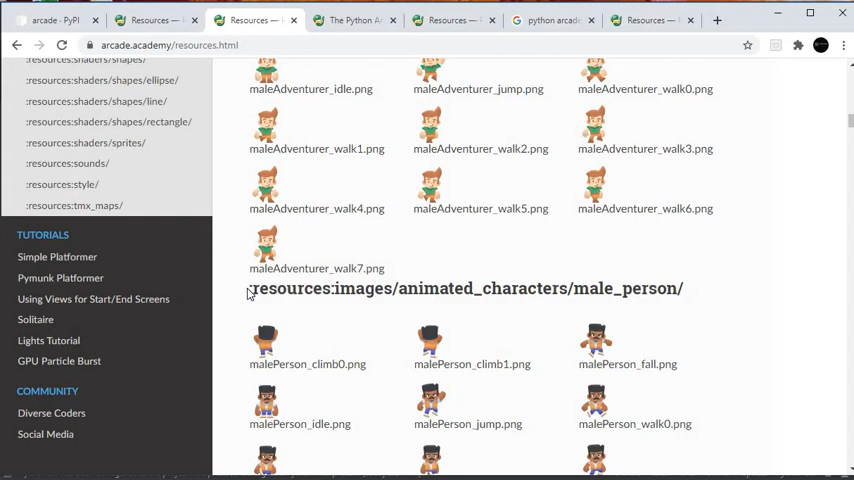 arcade · PyPI
Resources —
Resources —
The Python Ar
Resources —
python arcade
Resources —
arcade.academy/resources.html
:resources:shaders/shapes/
:resources:shaders/shapes/ellipse/
:resources:shaders/shapes/line/
:resources:shaders/shapes/rectangle/
:resources:shaders/sprites/
:resources:sounds/
:resources:style/
:resources:tmx_maps/
TUTORIALS
Simple Platformer
Pymunk Platformer
Using Views for Start/End Screens
Solitaire
Lights Tutorial
GPU Particle Burst
COMMUNITY
Diverse Coders
Social Media
maleAdventurer_idle.png
maleAdventurer_jump.png
maleAdventurer_walk0.png
maleAdventurer_walk1.png
maleAdventurer_walk2.png
maleAdventurer_walk3.png
maleAdventurer_walk4.png
maleAdventurer_walk5.png
maleAdventurer_walk6.png
maleAdventurer_walk7.png
:resources:images/animated_characters/male_person/
malePerson_climb0.png
malePerson_climb1.png
malePerson_fall.png
malePerson_idle.png
malePerson_jump.png
malePerson_walk0.png